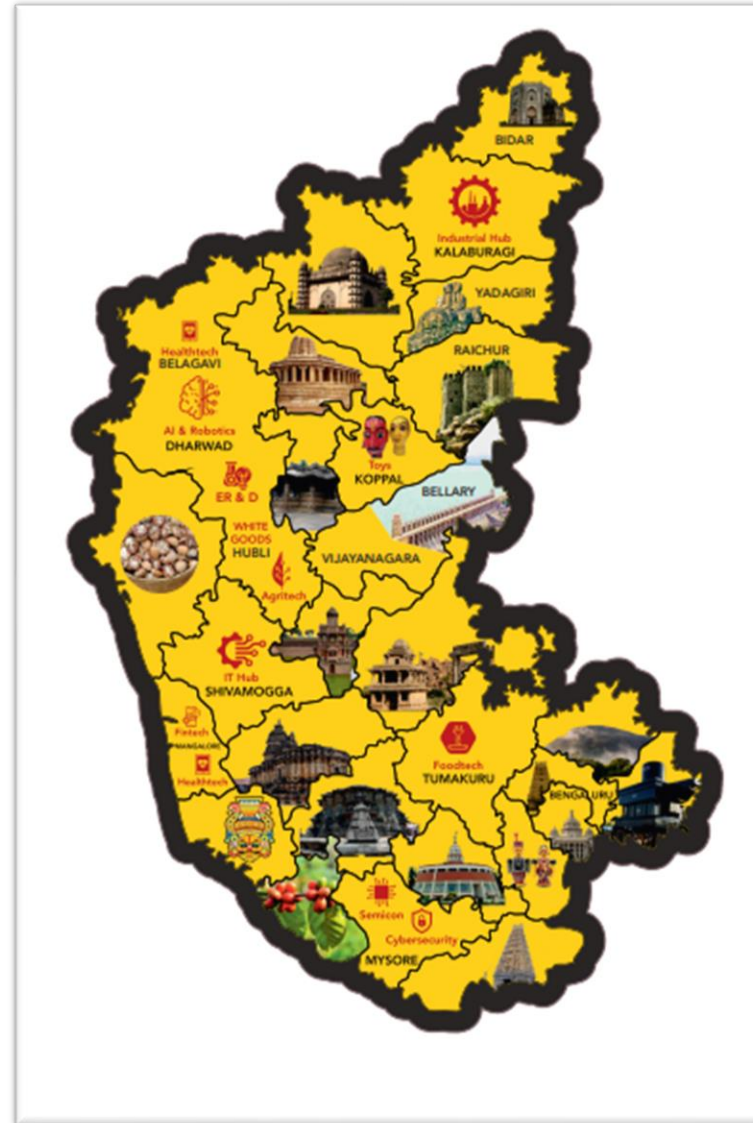 BIDAR
Industrial Hub
KALABURAGI
YADAGIRI
RAICHUR
Healthtech
BELAGAVI
AI & Robotics
DHARWAD
Toys
KOPPAL
ER & D
BELLARY
WHITE
GOODS
HUBLI
VIJAYANAGARA
Agritech
IT Hub
SHIVAMOGGA
Fintech
MANGALORE
Healthtech
Foodtech
TUMAKURU
BENGALURU
Semicon
Cybersecurity
MYSORE